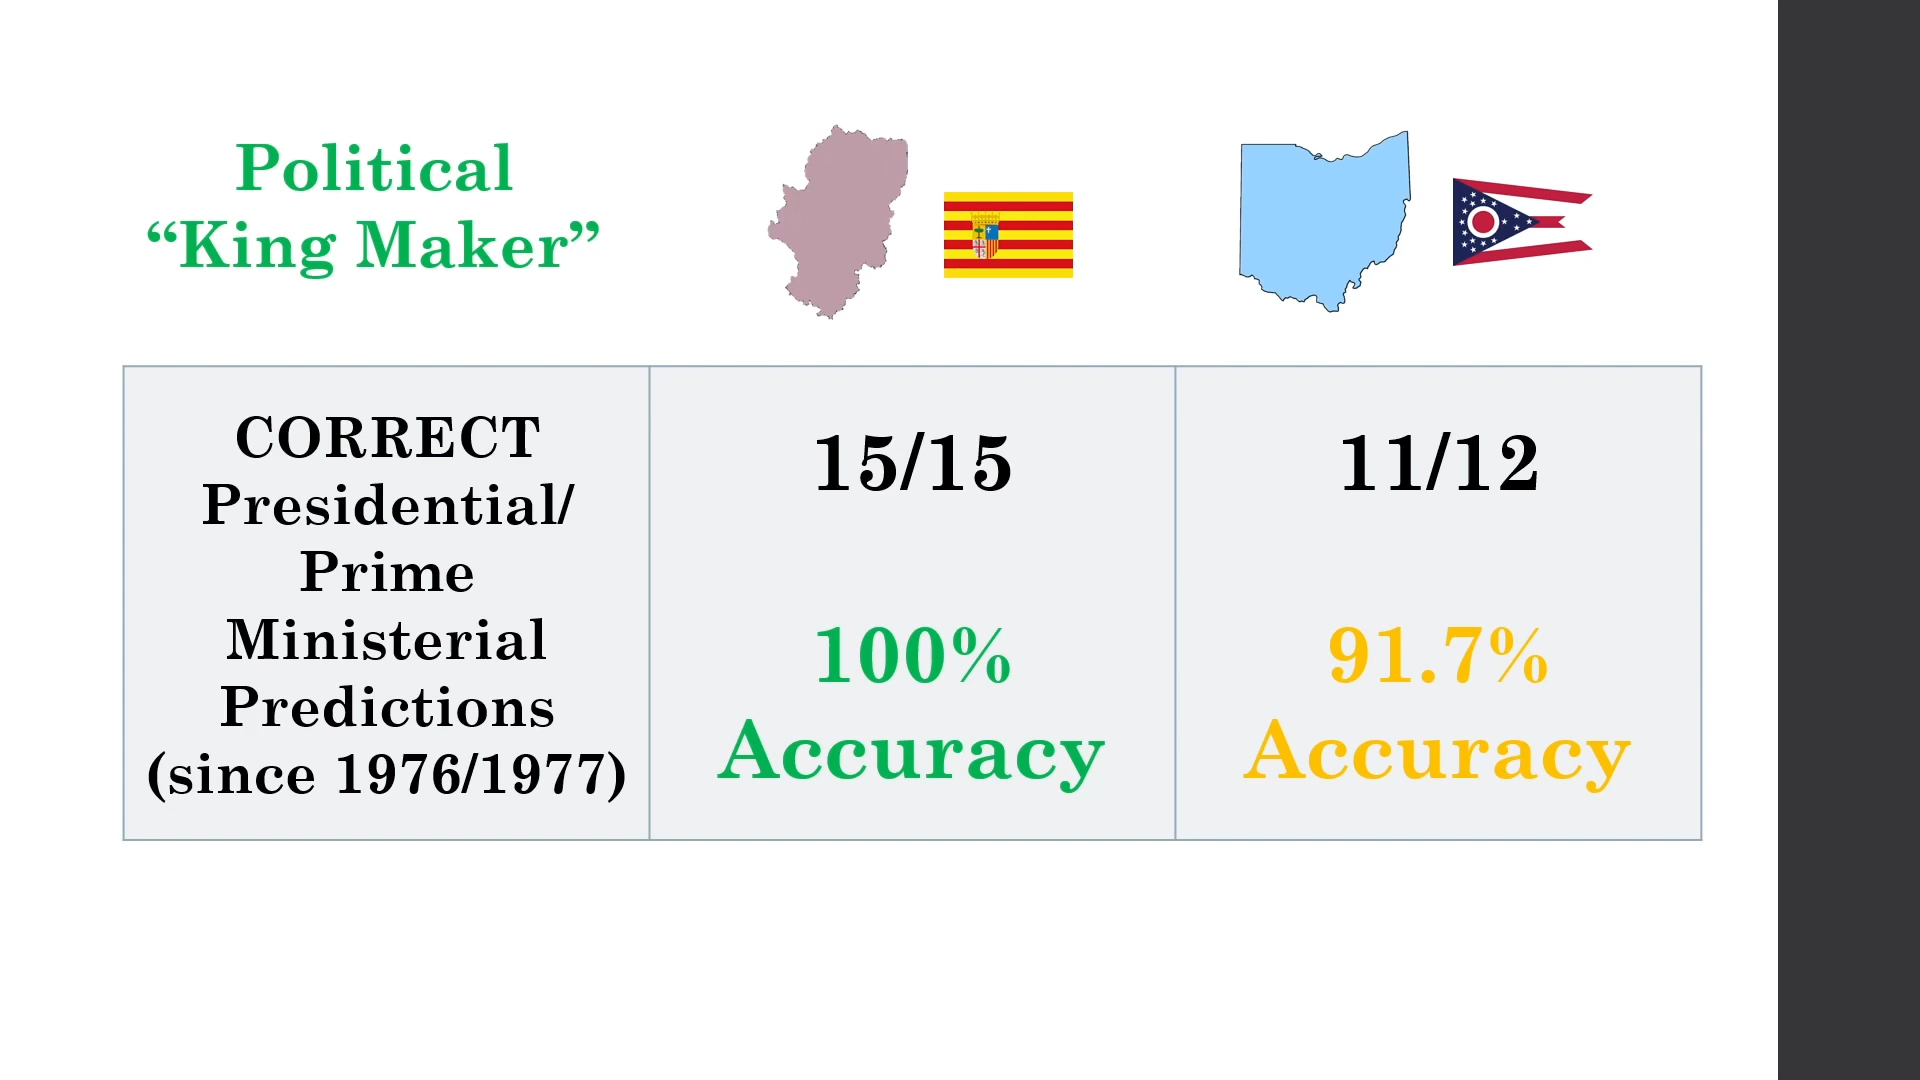 Political
“King Maker”
CORRECT
Presidential/
Prime
Ministerial
Predictions
(since 1976/1977)
15/15
100%
Accuracy
11/12
91.7%
Accuracy